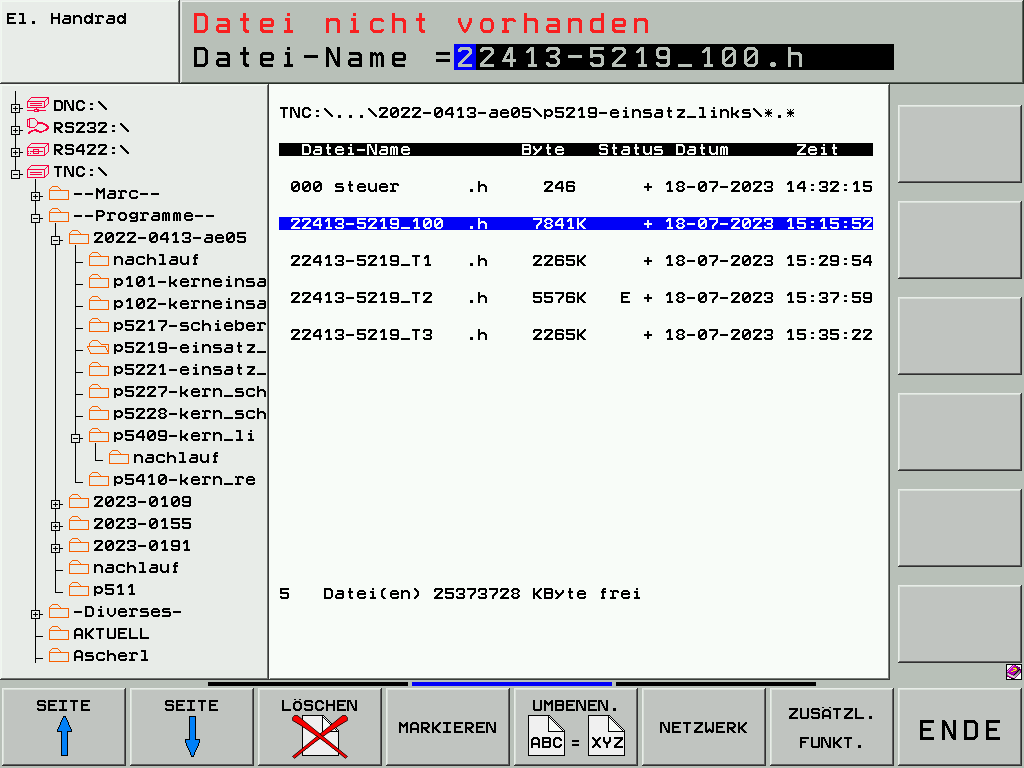 El. Handrad
Datei nicht vorhanden
Datei-Name =22413-5219_100.h
DNC:\
RS232:\
RS422:\
TNC:\
--Marc--
--Programme--
2022-0413-ae05
nachlauf
p101-kerneinsa
p102-kerneinsa
p5217-schieber
p5219-einsatz_
p5221-einsatz_
p5227-kern_sch
p5228-kern_sch
p5409-kern_li
nachlauf
p5410-kern_re
2023-0109
2023-0155
2023-0191
nachlauf
p511
-Diverses-
AKTUELL
Ascherl
TNC:\...\2022-0413-ae05\p5219-einsatz_links\*.*
Datei-Name Byte Status Datum Zeit
000 steuer .h 246 + 18-07-2023 14:32:15
22413-5219_100 .h 7841K + 18-07-2023 15:15:52
22413-5219_T1 .h 2265K + 18-07-2023 15:29:54
22413-5219_T2 .h 5576K E + 18-07-2023 15:37:59
22413-5219_T3 .h 2265K + 18-07-2023 15:35:22
5 Datei(en) 25373728 KByte frei
SEITE
SEITE
LÖSCHEN
MARKIEREN
UMBENEN.
ABC = XYZ
NETZWERK
ZUSÄTZL.
FUNKT.
ENDE